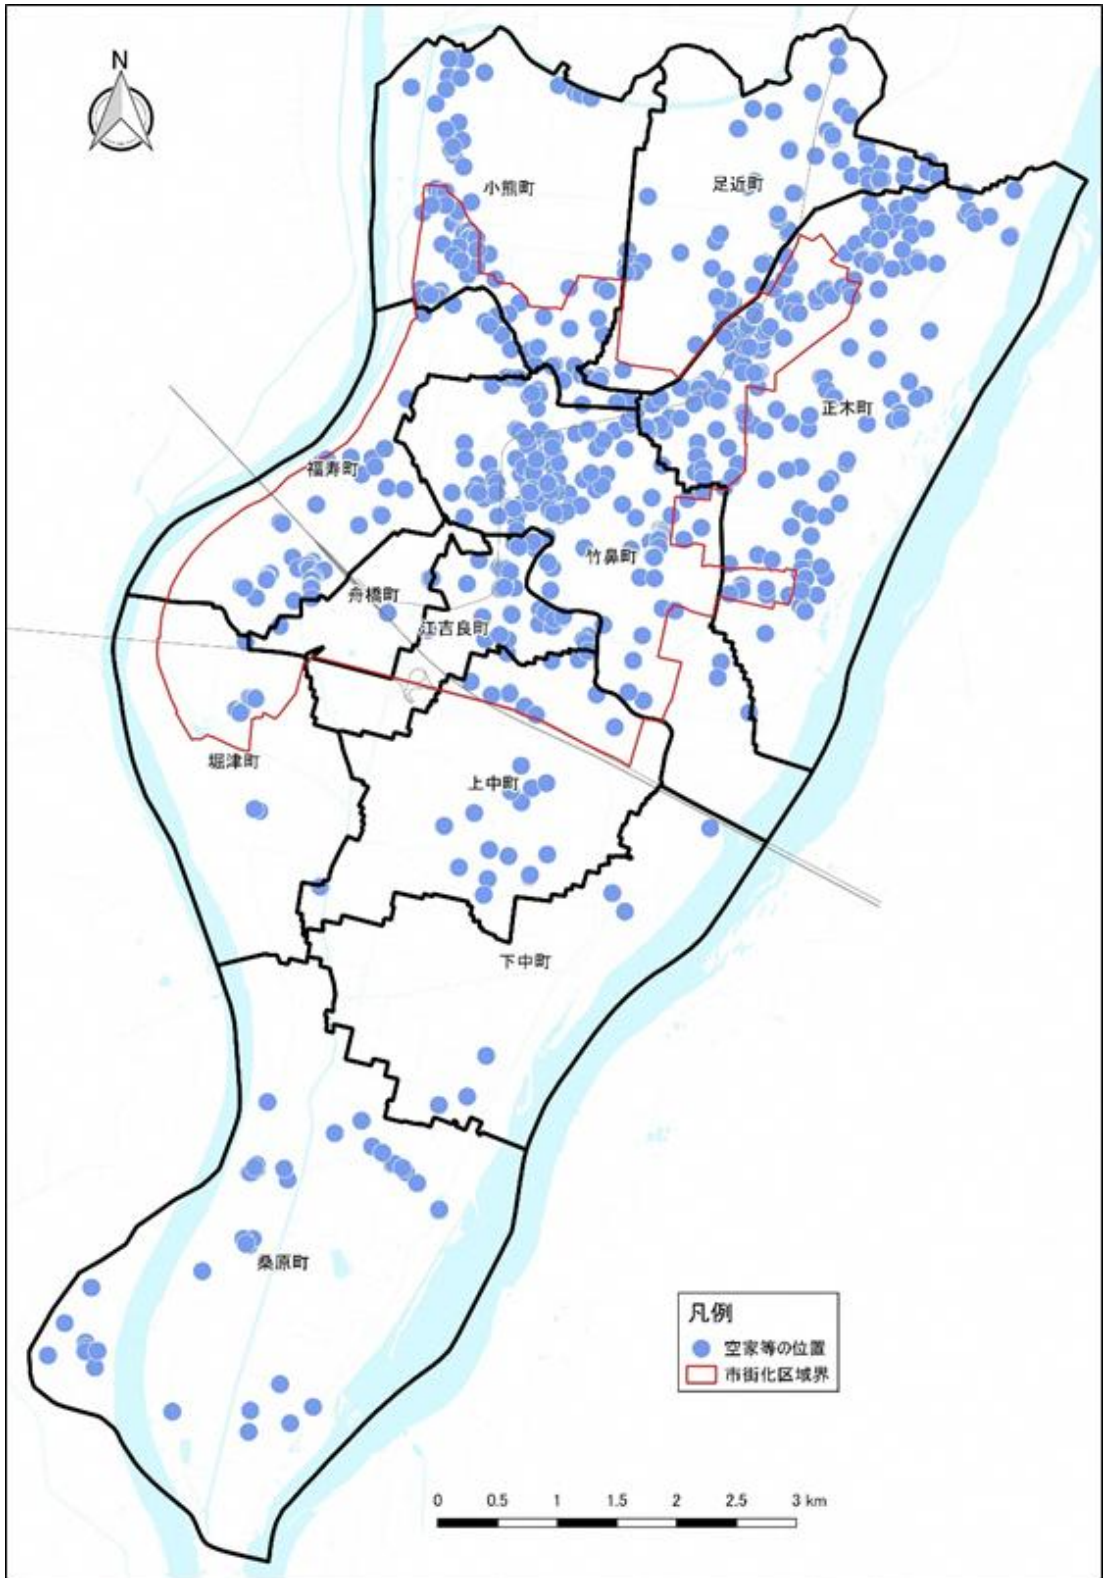 N
小熊町
足近町
正木町
福寿町
竹鼻町
舟橋町
江吉良町
堀津町
上中町
下中町
桑原町
凡例
空家等の位置
市街化区域界
0 0.5 1 1.5 2 2.5 3 km